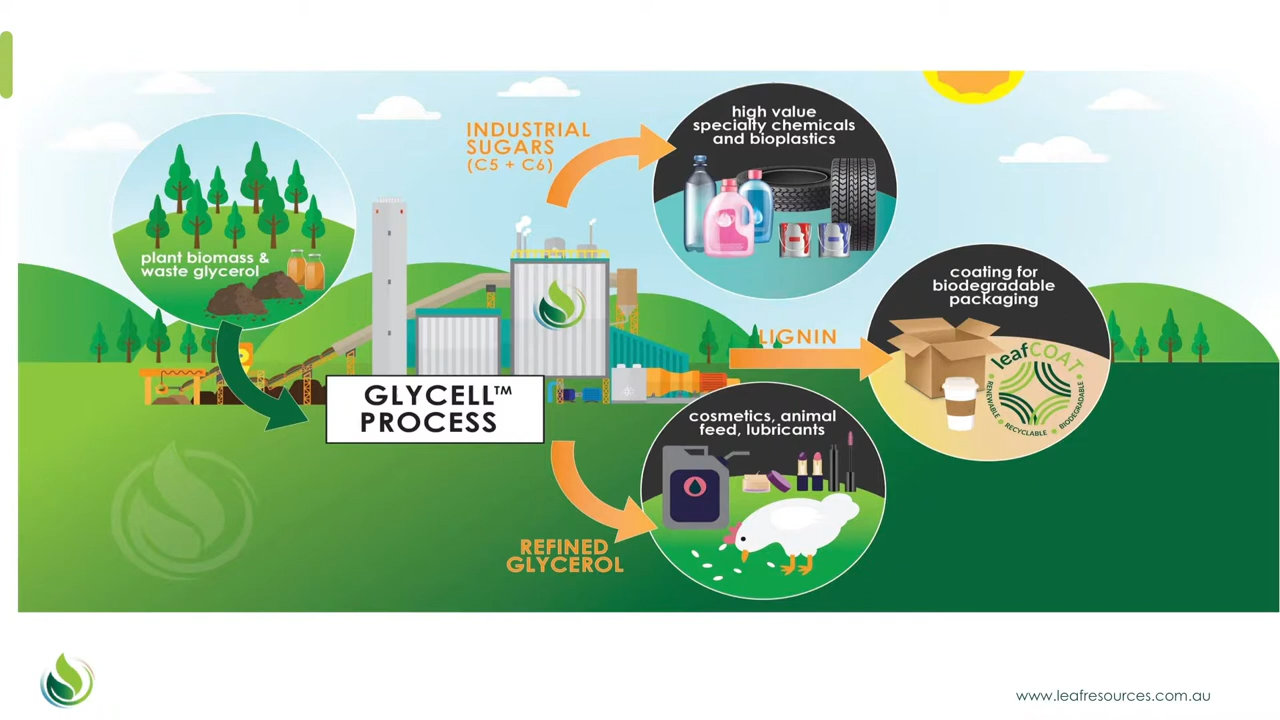 INDUSTRIAL
SUGARS
(C5 + C6)
high value
specialty chemicals
and bioplastics
plant biomass &
waste glycerol
coating for
biodegradable
packaging
LIGNIN
leafCOAT
RENEWABLE • RECYCLABLE • BIODEGRADABLE
GLYCELL™
PROCESS
cosmetics, animal
feed, lubricants
REFINED
GLYCEROL
www.leafresources.com.au